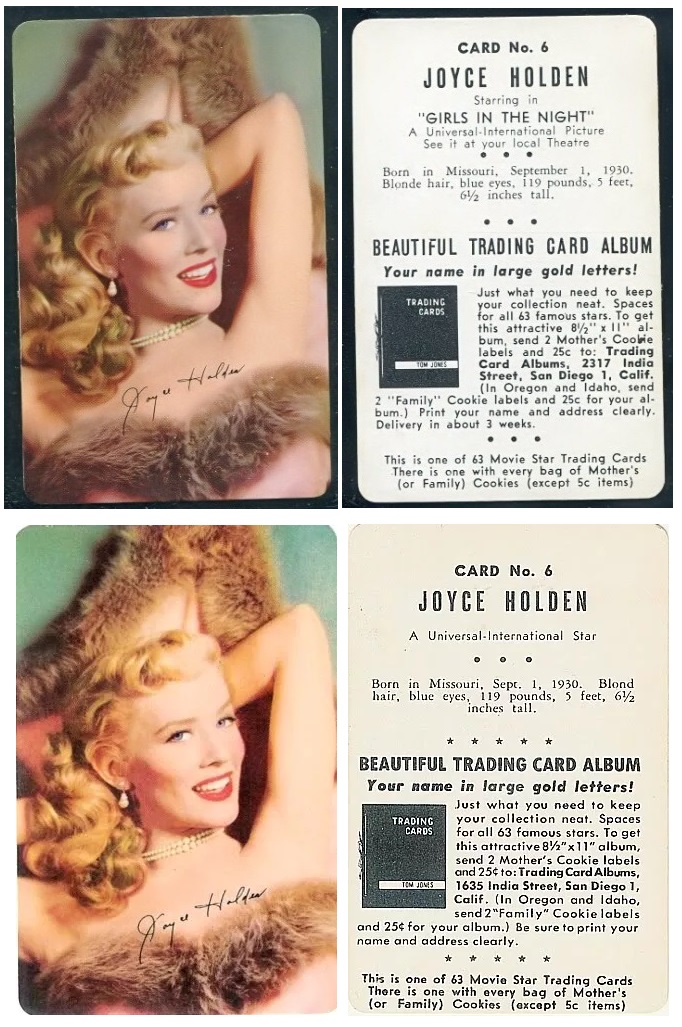 Joyce Holden
CARD No. 6
JOYCE HOLDEN
Starring in
"GIRLS IN THE NIGHT"
A Universal-International Picture
See it at your local Theatre
• • •
Born in Missouri, September 1, 1930.
Blonde hair, blue eyes, 119 pounds, 5 feet,
6½ inches tall.
• • •
BEAUTIFUL TRADING CARD ALBUM
Your name in large gold letters!
TRADING
CARDS
TOM JONES
Just what you need to keep
your collection neat. Spaces
for all 63 famous stars. To get
this attractive 8½" x 11" al-
bum, send 2 Mother's Cookie
labels and 25c to: Trading
Card Albums, 2317 India
Street, San Diego 1, Calif.
(In Oregon and Idaho, send
2 "Family" Cookie labels and 25c for your al-
bum.) Print your name and address clearly.
Delivery in about 3 weeks.
• • •
This is one of 63 Movie Star Trading Cards
There is one with every bag of Mother's
(or Family) Cookies (except 5c items)
Joyce Holden
CARD No. 6
JOYCE HOLDEN
A Universal-International Star
• • •
Born in Missouri, Sept. 1, 1930. Blond
hair, blue eyes, 119 pounds, 5 feet, 6½
inches tall.
★ ★ ★ ★ ★
BEAUTIFUL TRADING CARD ALBUM
Your name in large gold letters!
TRADING
CARDS
TOM JONES
Just what you need to keep
your collection neat. Spaces
for all 63 famous stars. To get
this attractive 8½"x11" album,
send 2 Mother's Cookie labels
and 25¢ to: Trading Card Albums,
1635 India Street, San Diego 1,
Calif. (In Oregon and Idaho,
send 2 "Family" Cookie labels
and 25¢ for your album.) Be sure to print your
name and address clearly.
★ ★ ★ ★ ★
This is one of 63 Movie Star Trading Cards
There is one with every bag of Mother's
(or Family) Cookies (except 5c items)